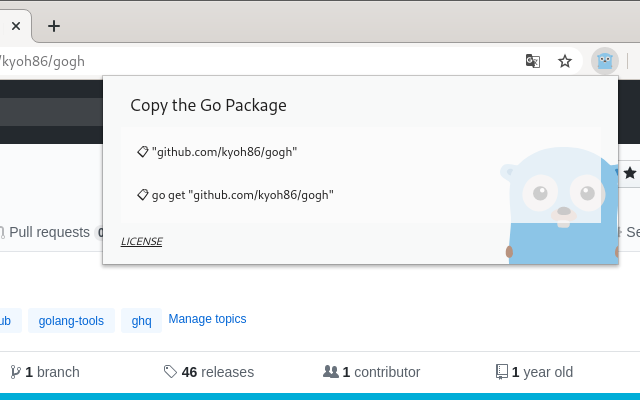 /kyoh86/gogh
Copy the Go Package
"github.com/kyoh86/gogh"
go get "github.com/kyoh86/gogh"
LICENSE
Pull requests 0 Se
ub golang-tools ghq Manage topics
1 branch 46 releases 1 contributor 1 year old